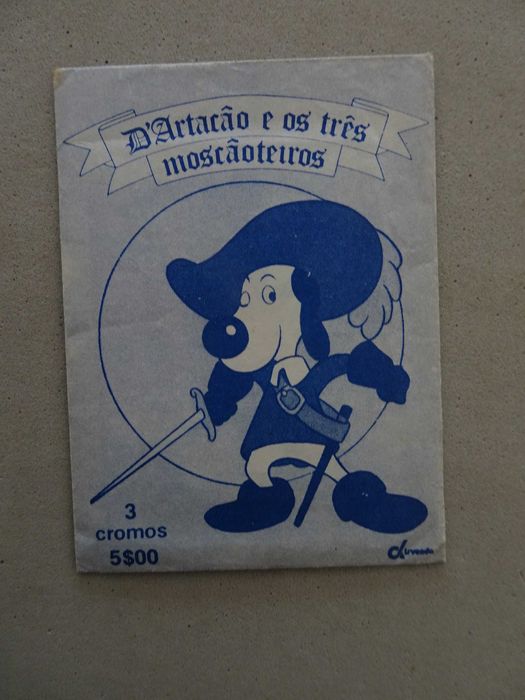 D'Artacão e os três
moscãoteiros
3
cromos
5$00